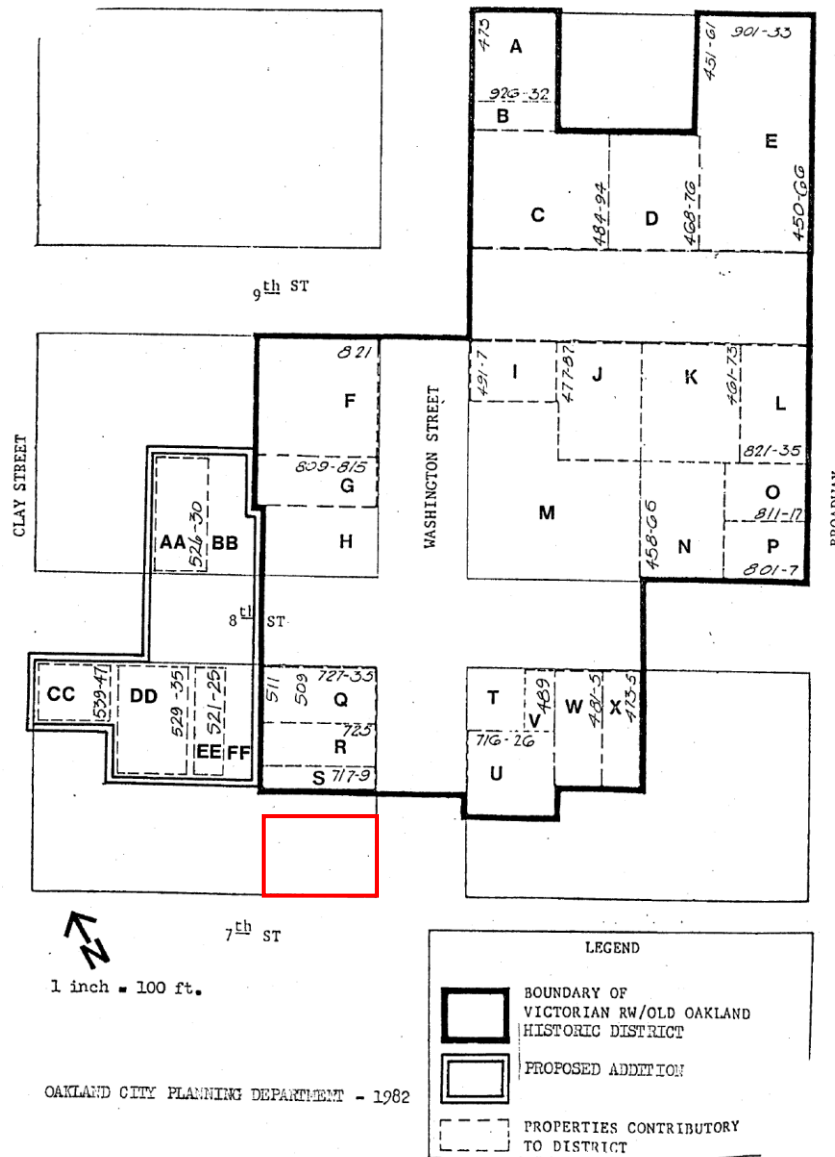 475
A
926-32
B
451-61
901-33
E
450-66
C
484-94
D
468-76
9th ST
821
F
809-815
G
H
WASHINGTON STREET
CLAY STREET
491-7
I
477-87
J
K
461-73
L
821-35
O
811-17
M
458-65
N
P
801-7
BROADWAY
AA
526-30
BB
8th ST
CC
539-47
DD
529-35
521-25
EE
FF
511
509
727-35
Q
725
R
S
717-9
T
489
V
W
481-5
X
473-5
716-26
U
7th ST
N
1 inch = 100 ft.
OAKLAND CITY PLANNING DEPARTMENT - 1982
LEGEND
BOUNDARY OF
VICTORIAN RW/OLD OAKLAND
HISTORIC DISTRICT
PROPOSED ADDITION
PROPERTIES CONTRIBUTORY
TO DISTRICT